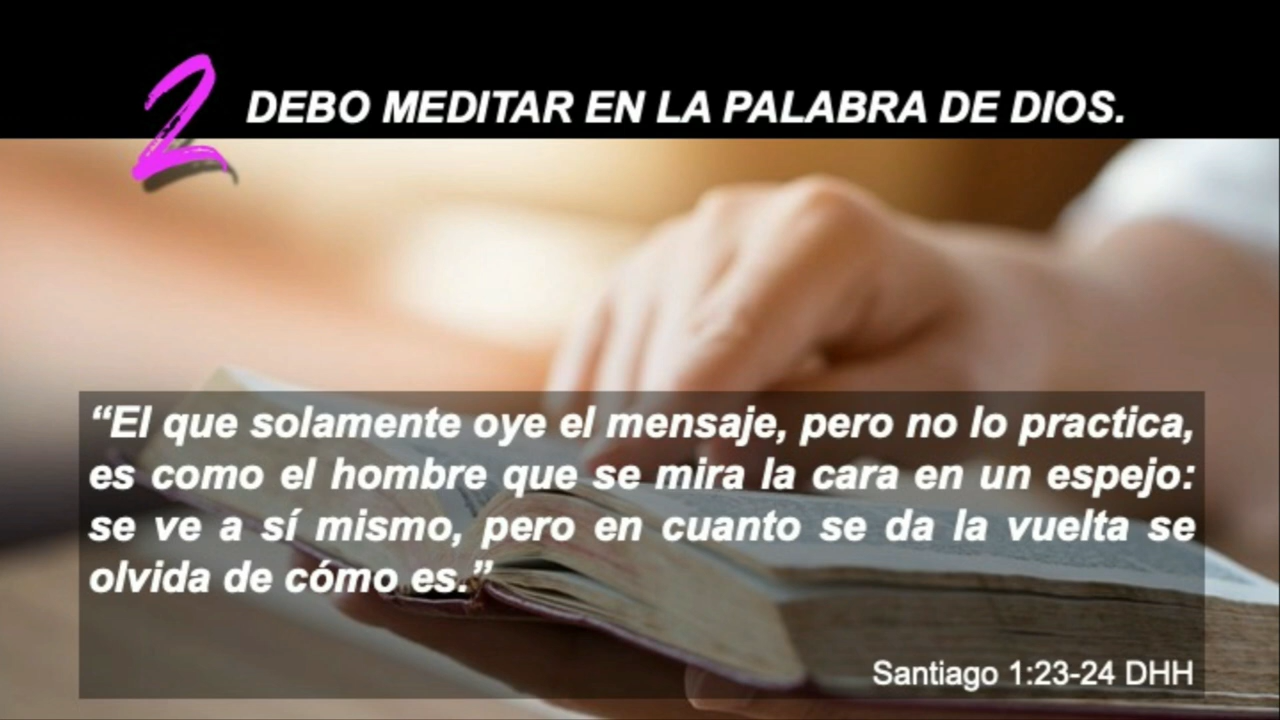 2 DEBO MEDITAR EN LA PALABRA DE DIOS.
“El que solamente oye el mensaje, pero no lo practica,
es como el hombre que se mira la cara en un espejo:
se ve a sí mismo, pero en cuanto se da la vuelta se
olvida de cómo es.”
Santiago 1:23-24 DHH